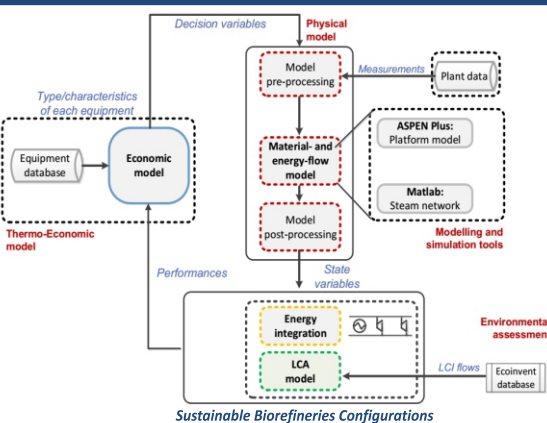 Decision variables
Physical
model
Model
pre-processing
Measurements
Plant data
Type/characteristics
of each equipment
Equipment
database
Economic
model
Material- and
energy-flow
model
ASPEN Plus:
Platform model
Matlab:
Steam network
Thermo-Economic
model
Model
post-processing
Modelling and
simulation tools
Performances
State
variables
Energy
integration
Environmenta
assessmen
LCA
model
LCI flows
Ecoinvent
database
Sustainable Biorefineries Configurations